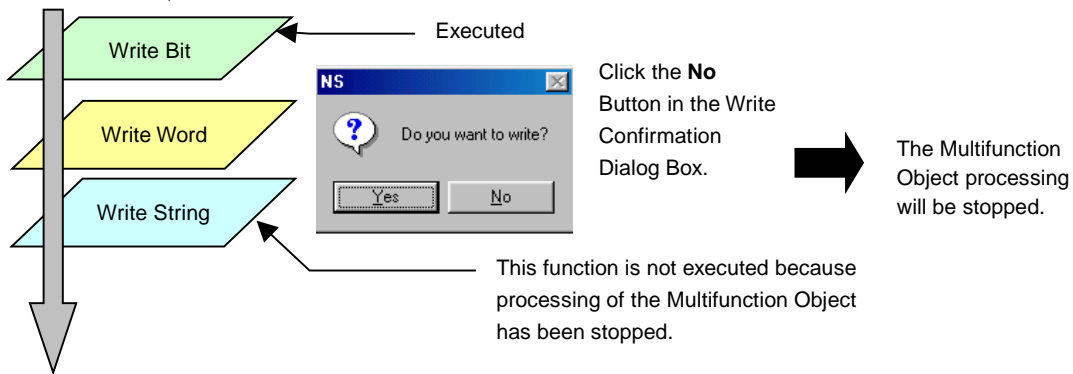 Write Bit
Executed
NS
Do you want to write?
Yes
No
Click the No
Button in the Write
Confirmation
Dialog Box.
The Multifunction
Object processing
will be stopped.
Write Word
Write String
This function is not executed because
processing of the Multifunction Object
has been stopped.